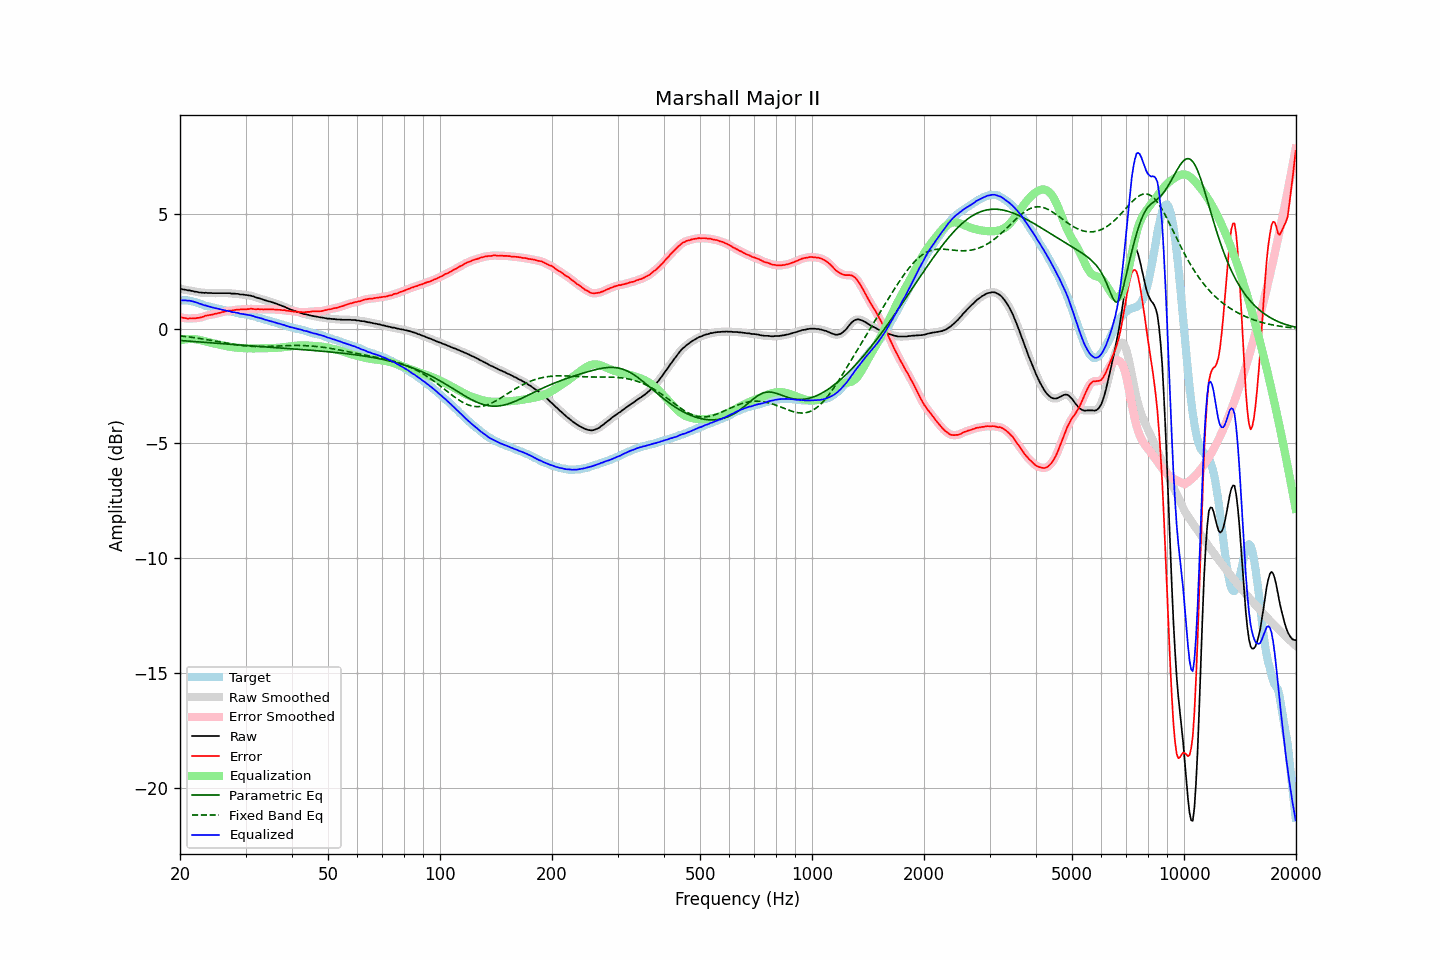 Marshall Major II
Amplitude (dBr)
5
0
−5
−10
−15
−20
Target
Raw Smoothed
Error Smoothed
Raw
Error
Equalization
Parametric Eq
Fixed Band Eq
Equalized
20 50 100 200 500 1000 2000 5000 10000 20000
Frequency (Hz)